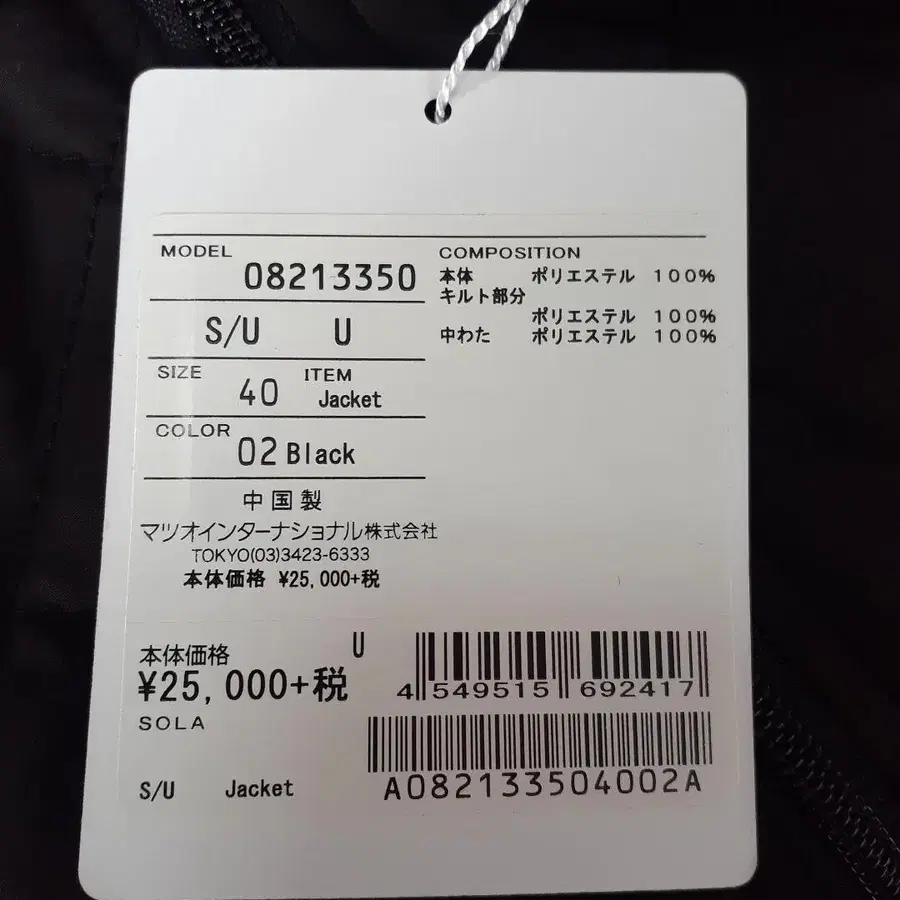 MODEL
08213350
S/U U
SIZE 40 ITEM Jacket
COLOR 02 Black
中国製
マツオインターナショナル株式会社
TOKYO(03)3423-6333
本体価格 ¥25,000+税
COMPOSITION
本体 ポリエステル 100%
キルト部分
ポリエステル 100%
中わた ポリエステル 100%
本体価格 U
¥25,000+税
SOLA
S/U Jacket
4 549515 692417
A082133504002A